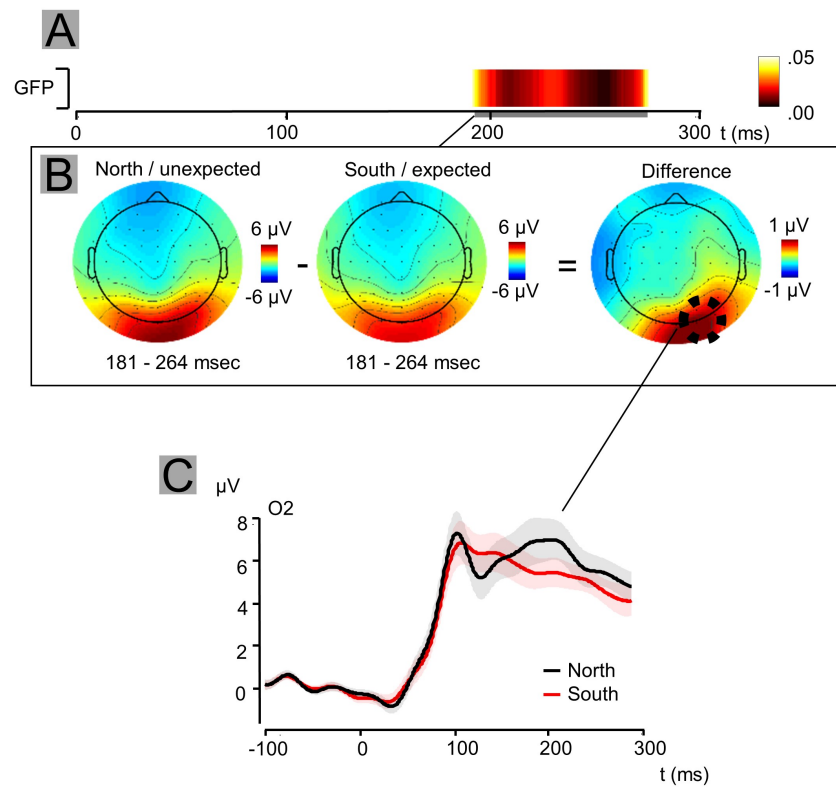 A
GFP
.05
.00
0 100 200 300 t (ms)
B
North / unexpected South / expected Difference
6 µV 6 µV 1 µV
- =
-6 µV -6 µV -1 µV
181 - 264 msec 181 - 264 msec
C
µV
O2
8
6
4
2
0
North
South
-100 0 100 200 300
t (ms)